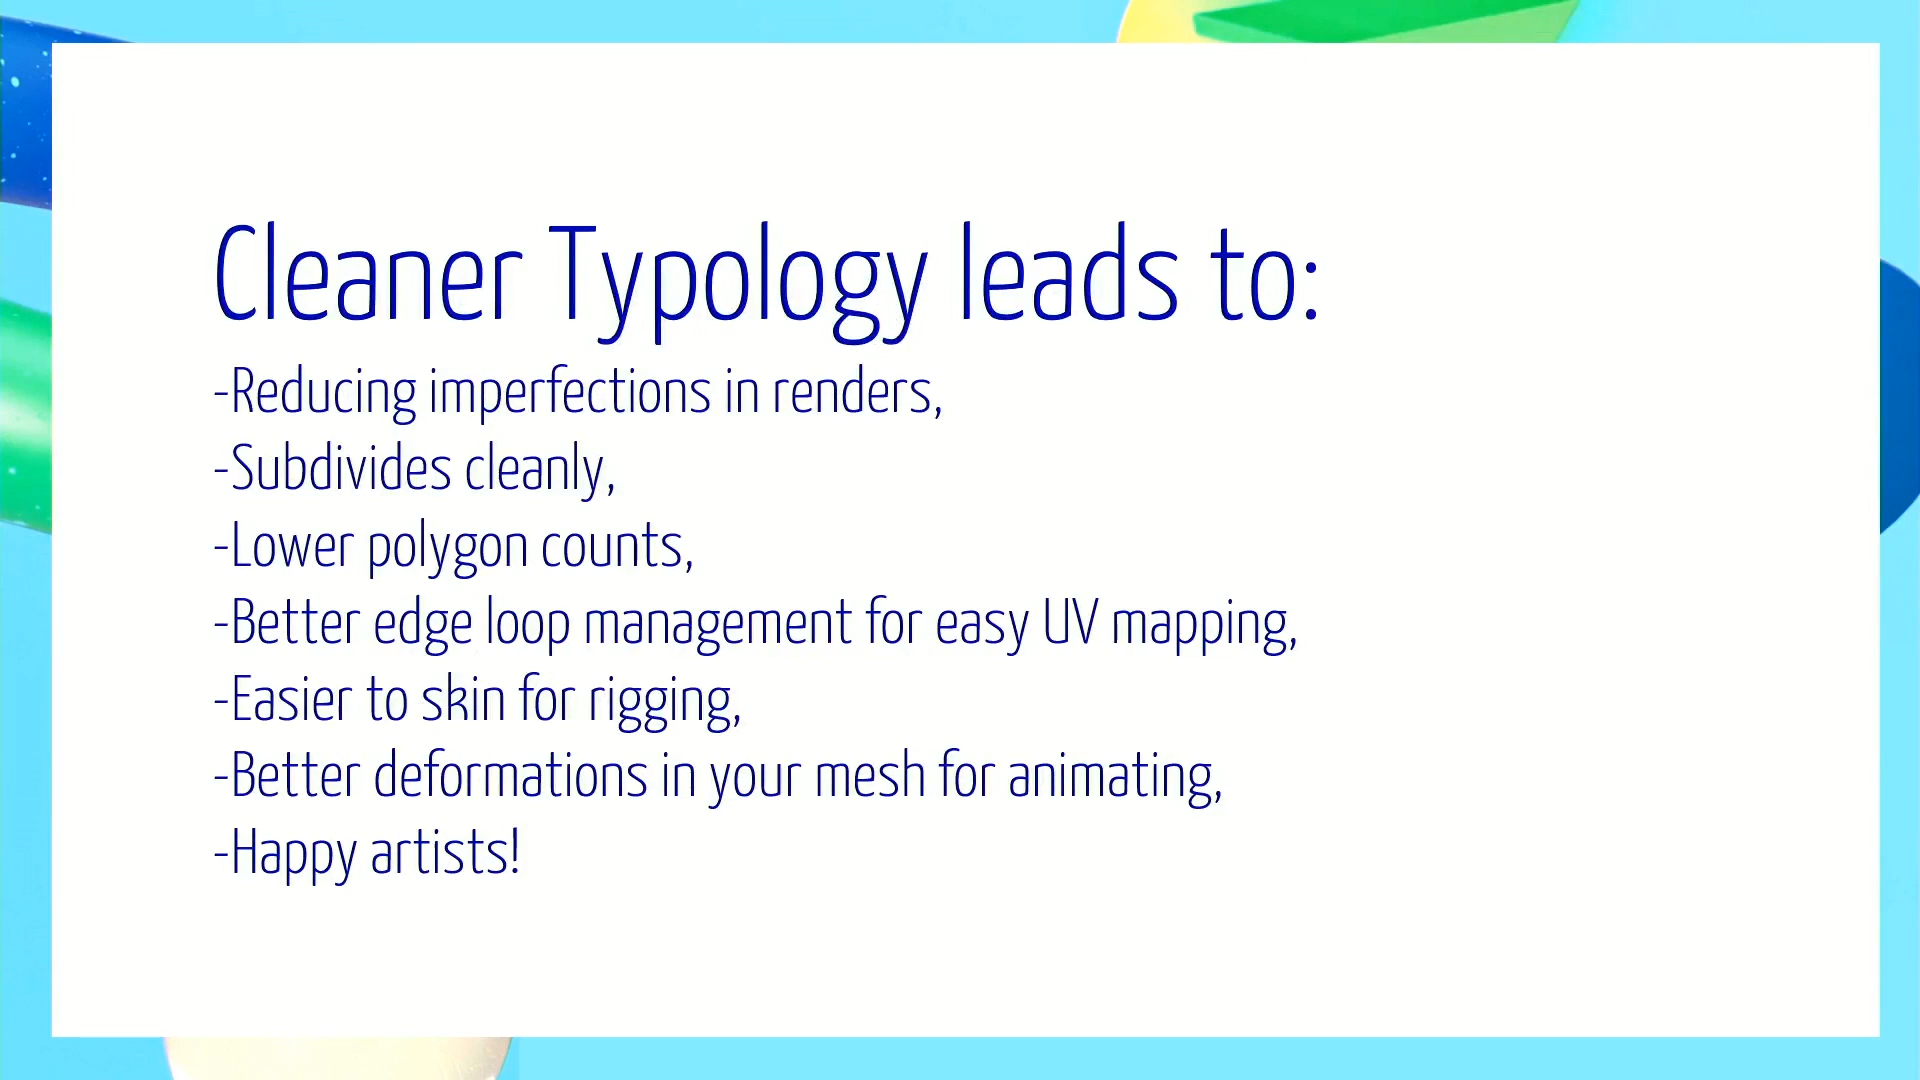 Cleaner Typology leads to:
-Reducing imperfections in renders,
-Subdivides cleanly,
-Lower polygon counts,
-Better edge loop management for easy UV mapping,
-Easier to skin for rigging,
-Better deformations in your mesh for animating,
-Happy artists!